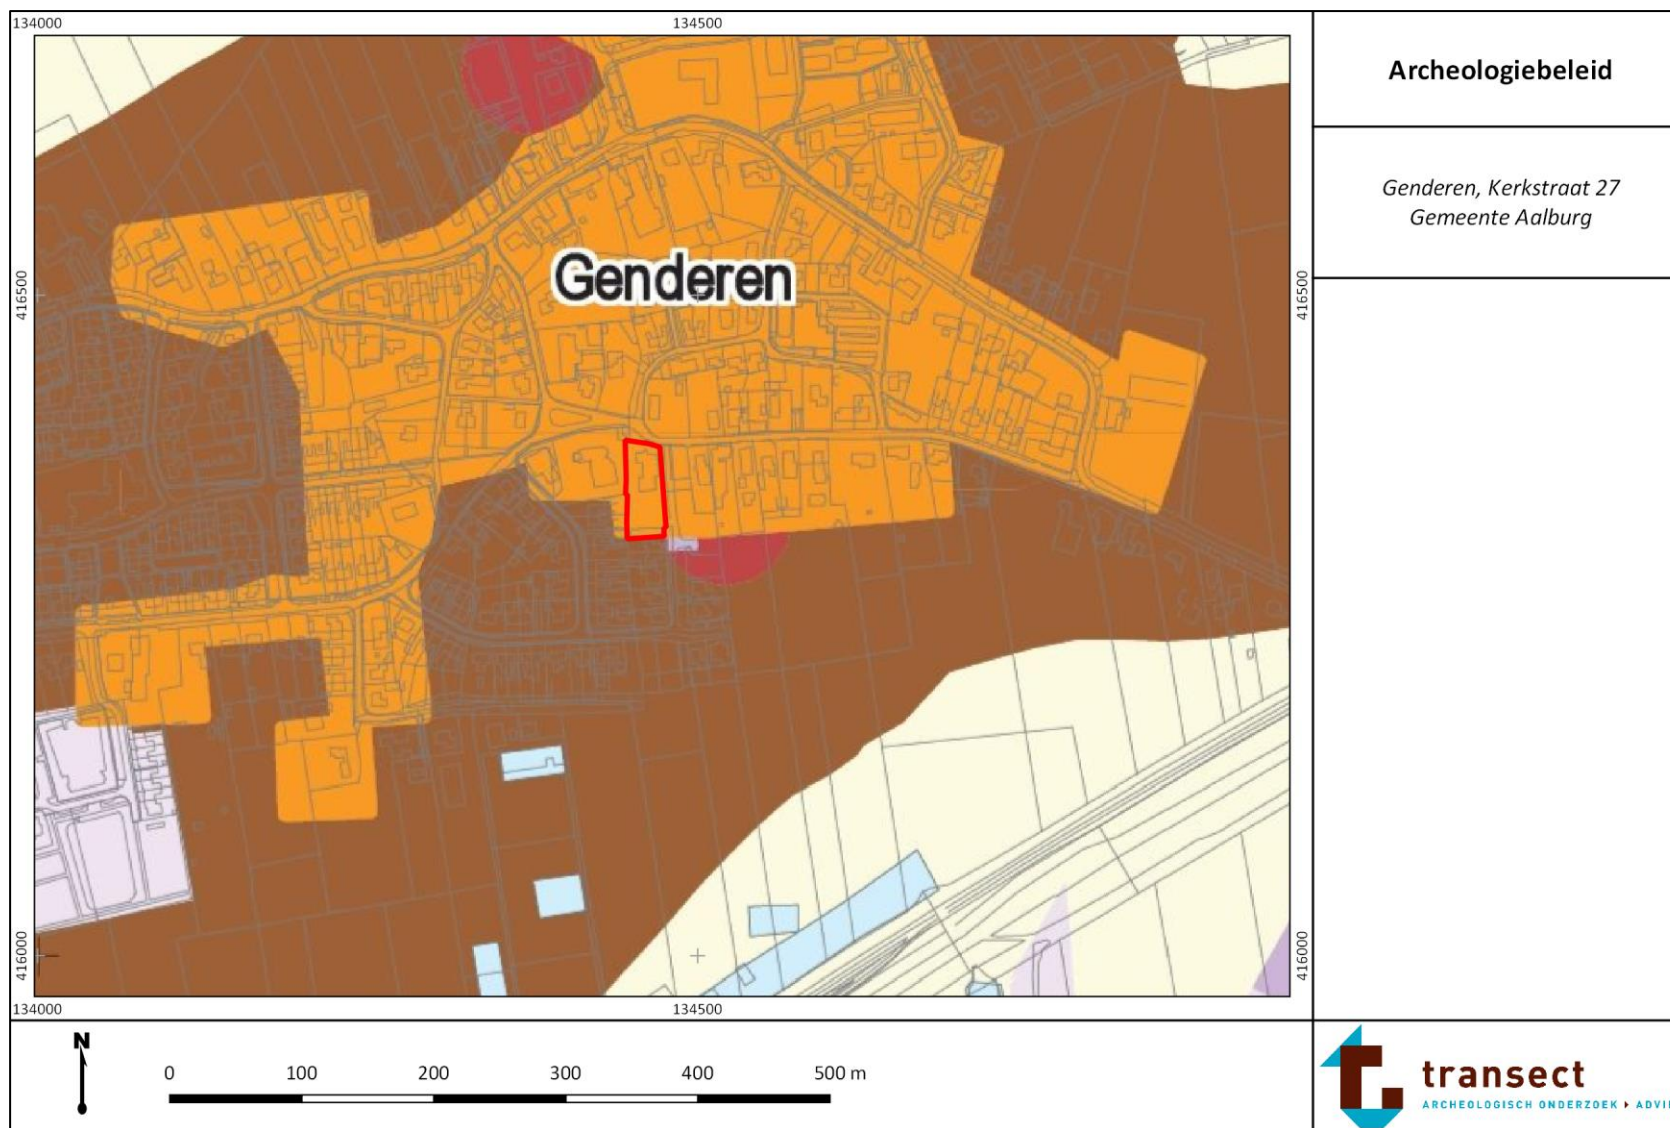 134000
134500
Archeologiebeleid
Genderen, Kerkstraat 27
Gemeente Aalburg
Genderen
416500
416500
416000
416000
134000
134500
N
0 100 200 300 400 500 m
transect
ARCHEOLOGISCH ONDERZOEK ▸ ADVI